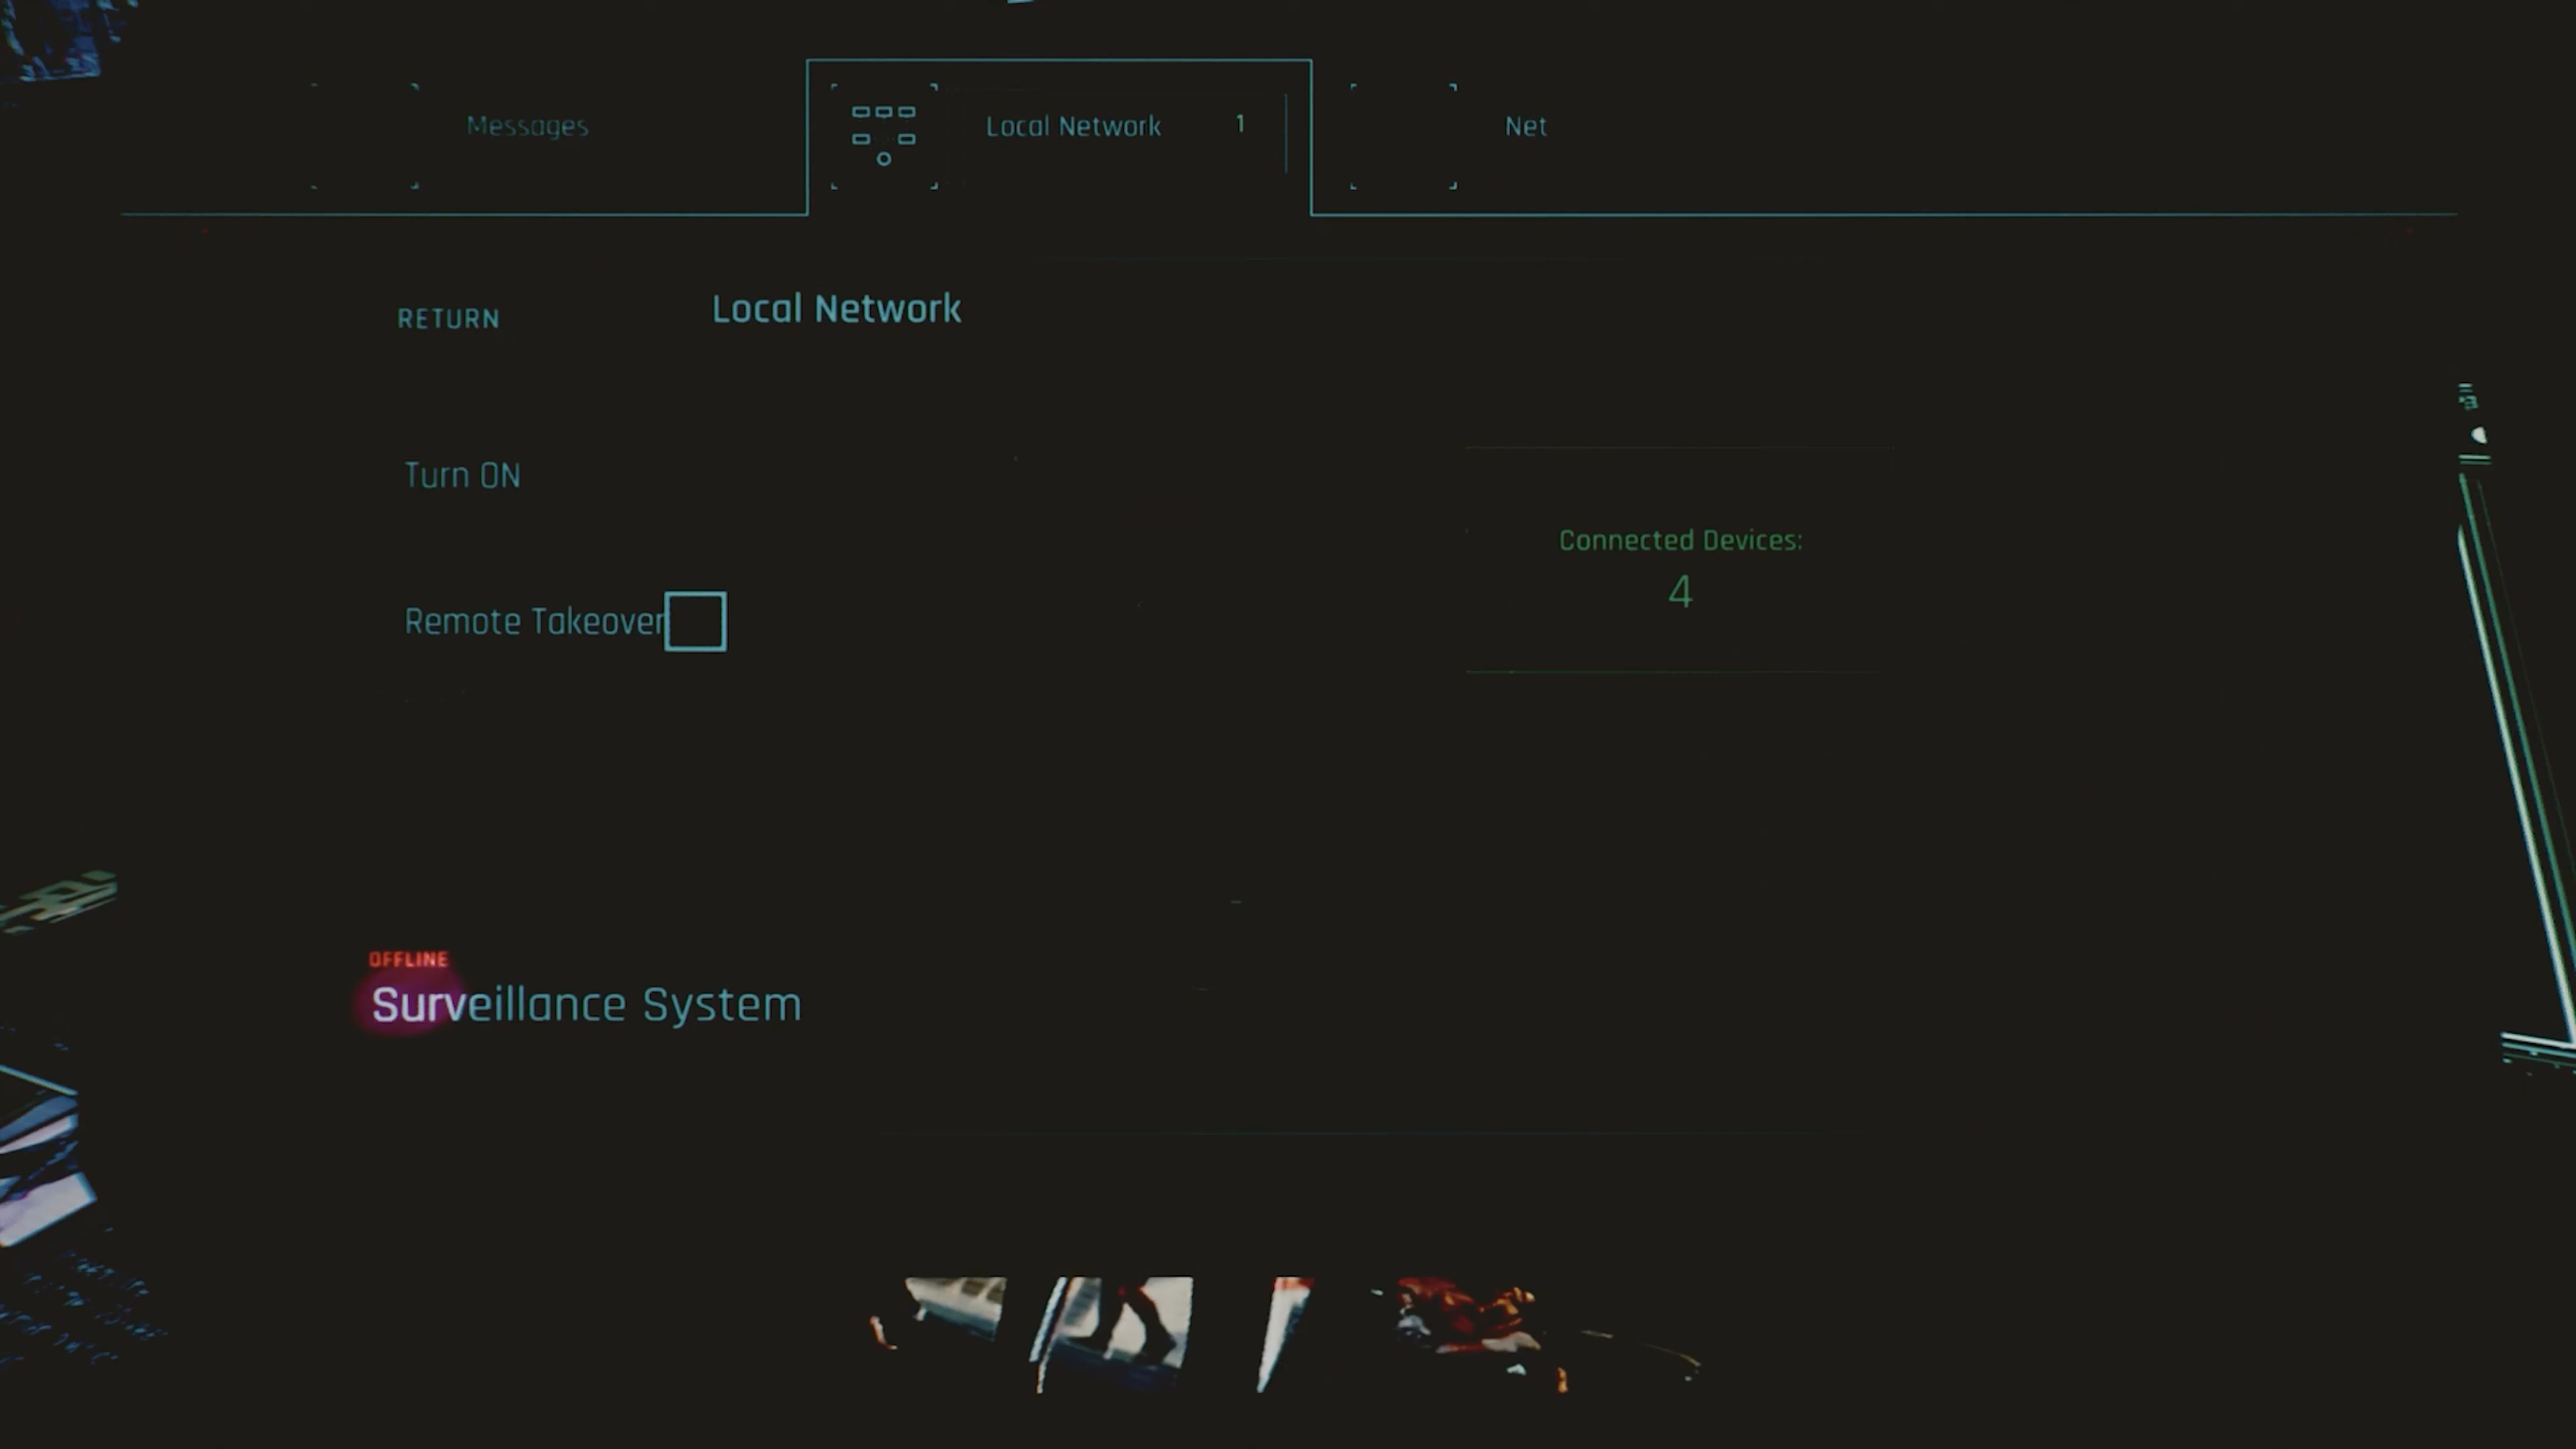 Messages
Local Network 1
Net
RETURN
Local Network
Turn ON
Connected Devices:
4
Remote Takeover
OFFLINE
Surveillance System